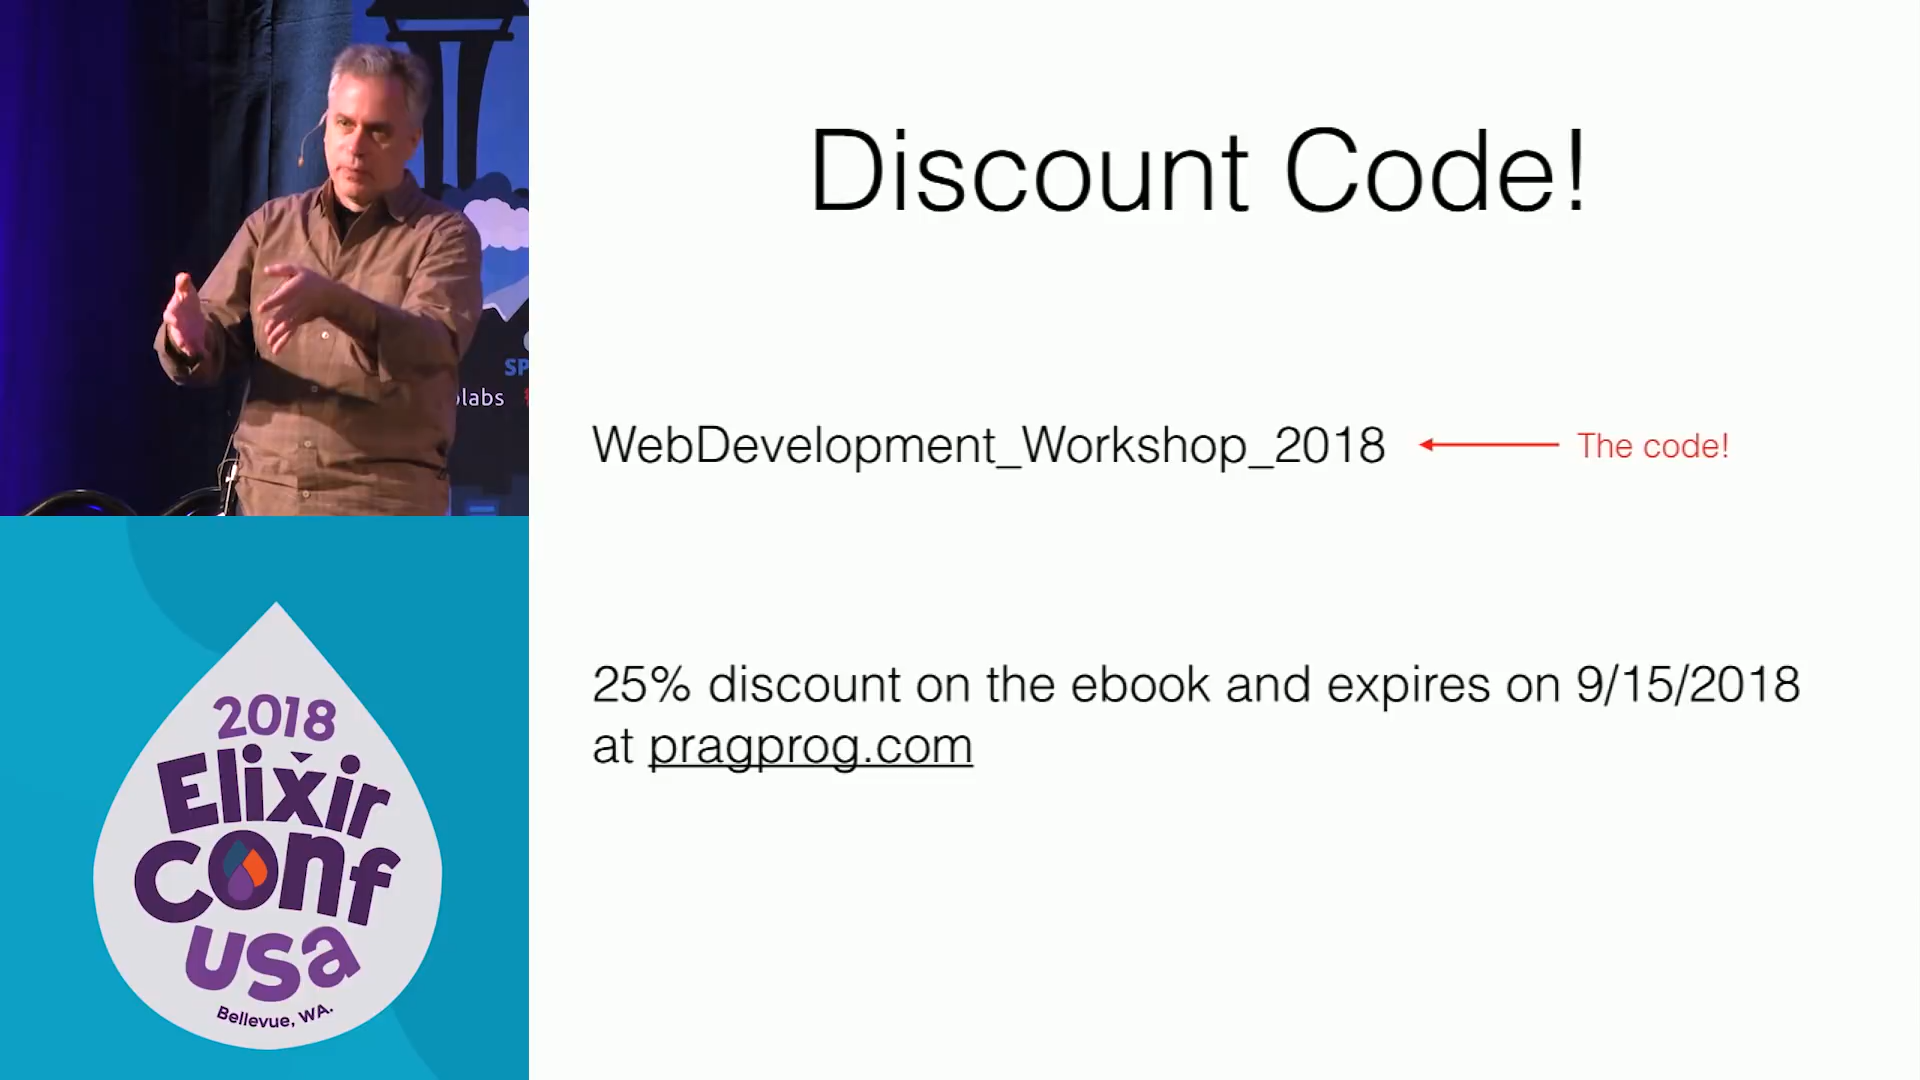 Discount Code!
WebDevelopment_Workshop_2018
The code!
25% discount on the ebook and expires on 9/15/2018
at pragprog.com
SP
labs
2018
Elixir
conf
usa
Bellevue, WA.